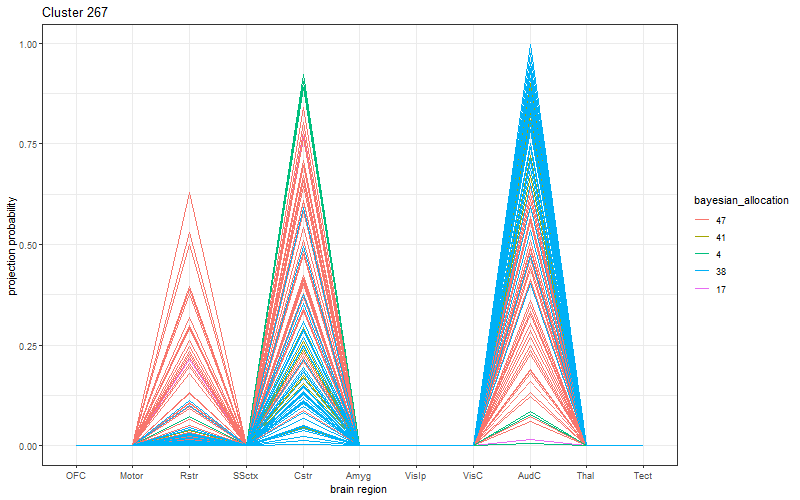 Cluster 267
1.00
0.75
0.50
0.25
0.00
projection probability
OFC Motor Rstr SSctx Cstr Amyg VisIp VisC AudC Thal Tect
brain region
bayesian_allocation
47
41
4
38
17